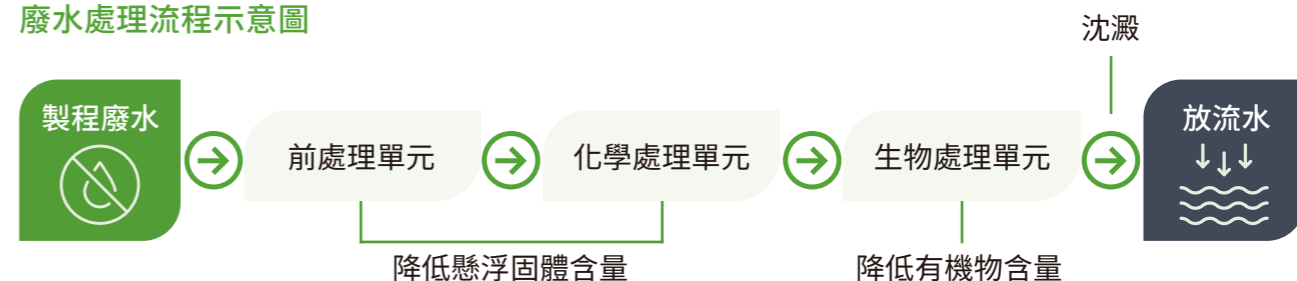 廢水處理流程示意圖
沈澱
製程廢水
前處理單元
化學處理單元
生物處理單元
放流水
降低懸浮固體含量
降低有機物含量